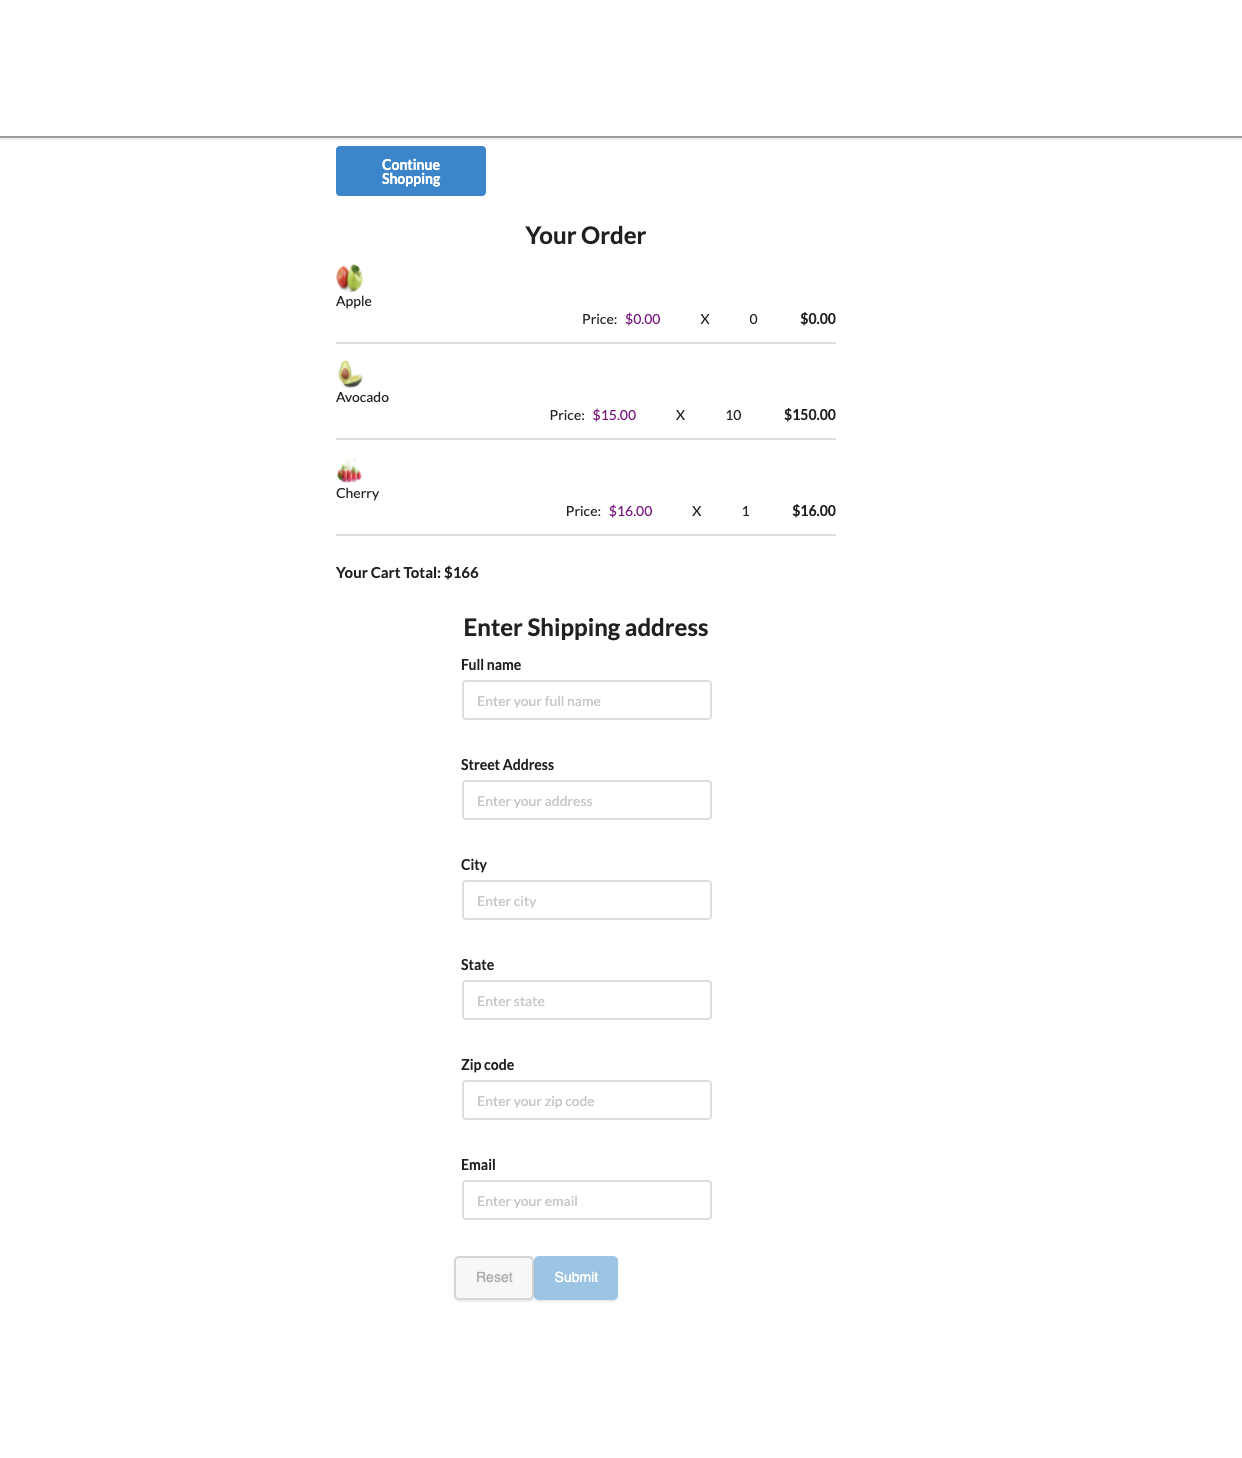 Continue
Shopping
Your Order
Apple
Price: $0.00 X 0 $0.00
Avocado
Price: $15.00 X 10 $150.00
Cherry
Price: $16.00 X 1 $16.00
Your Cart Total: $166
Enter Shipping address
Full name
Enter your full name
Street Address
Enter your address
City
Enter city
State
Enter state
Zip code
Enter your zip code
Email
Enter your email
Reset Submit